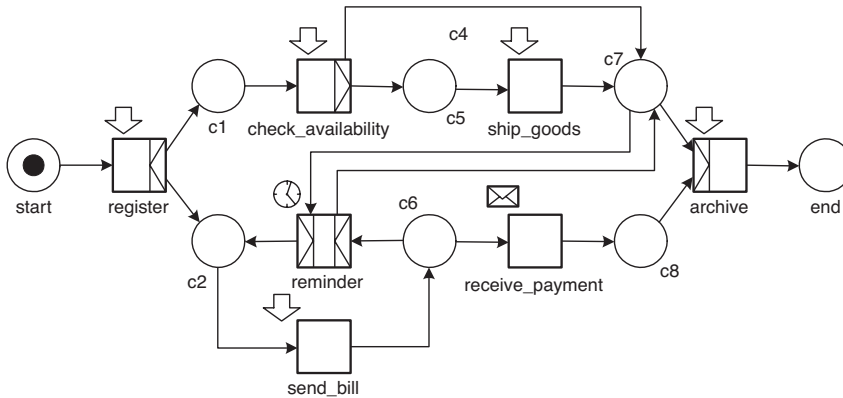 c4
c7
c1
check_availability
c5
ship_goods
start
register
c6
archive
end
c2
reminder
receive_payment
c8
send_bill